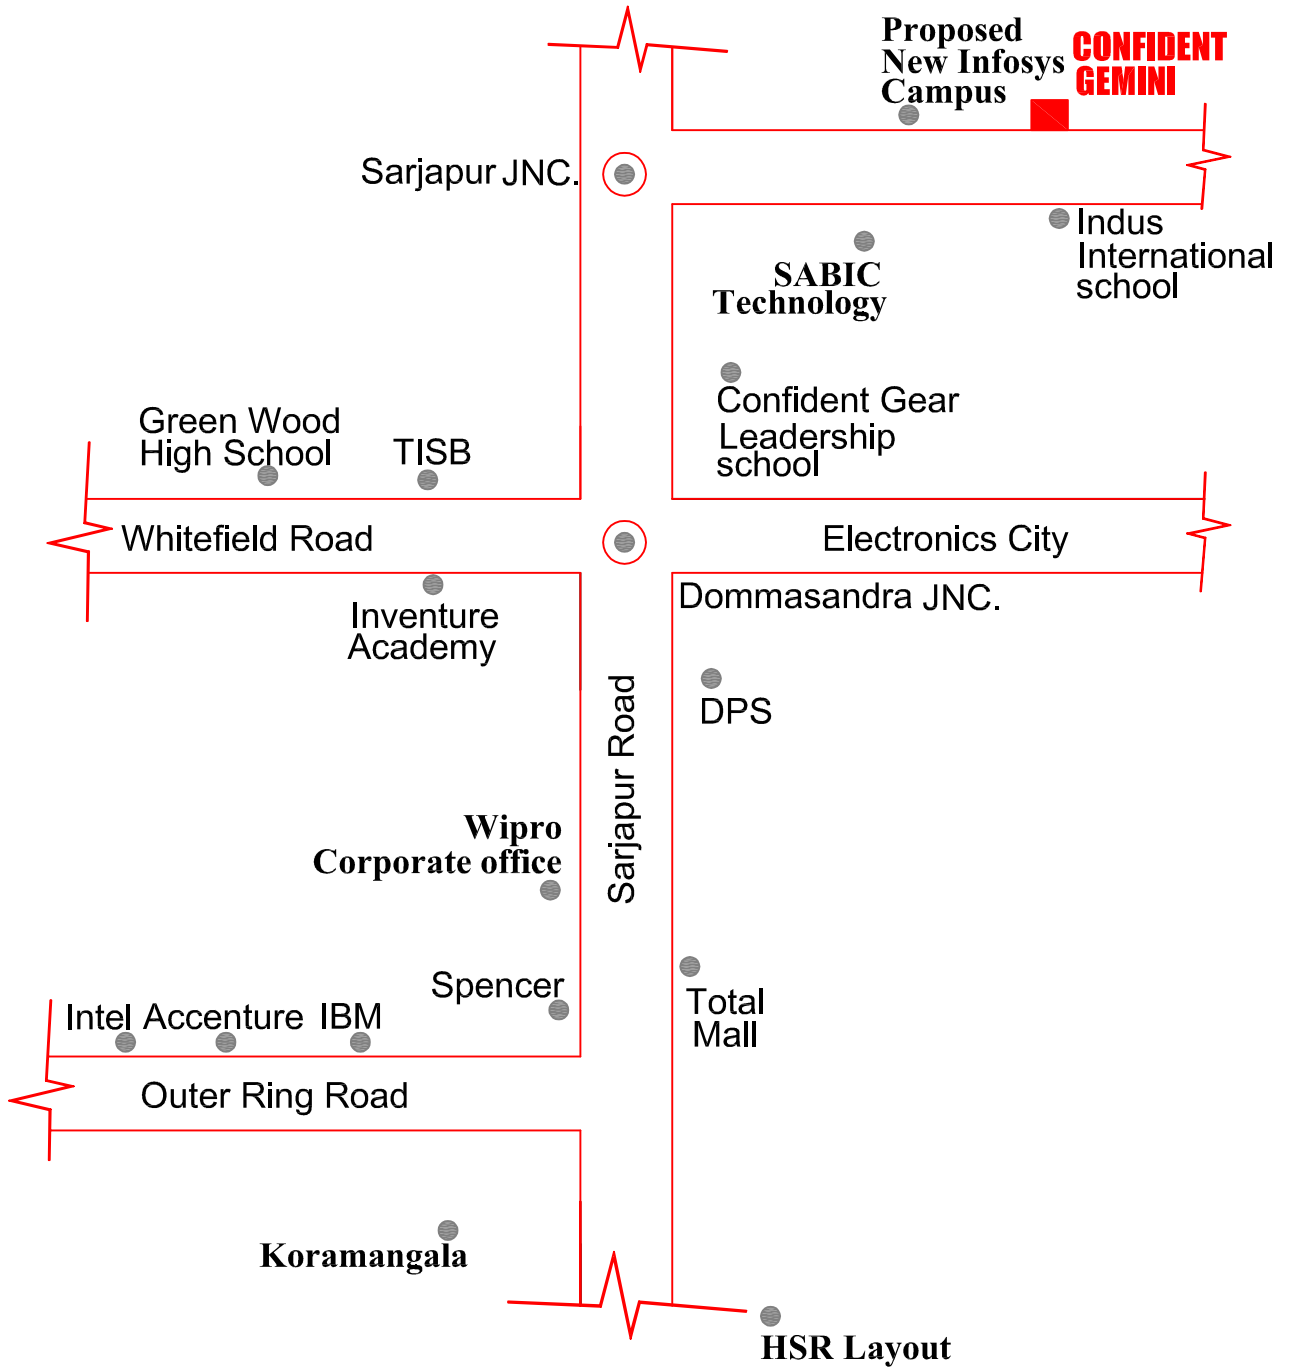 Proposed
New Infosys
Campus
CONFIDENT
GEMINI
Sarjapur JNC.
Indus
International
school
SABIC
Technology
Confident Gear
Leadership
school
Green Wood
High School
TISB
Whitefield Road
Electronics City
Dommasandra JNC.
Inventure
Academy
DPS
Sarjapur Road
Wipro
Corporate office
Spencer
Total
Mall
Intel Accenture IBM
Outer Ring Road
Koramangala
HSR Layout